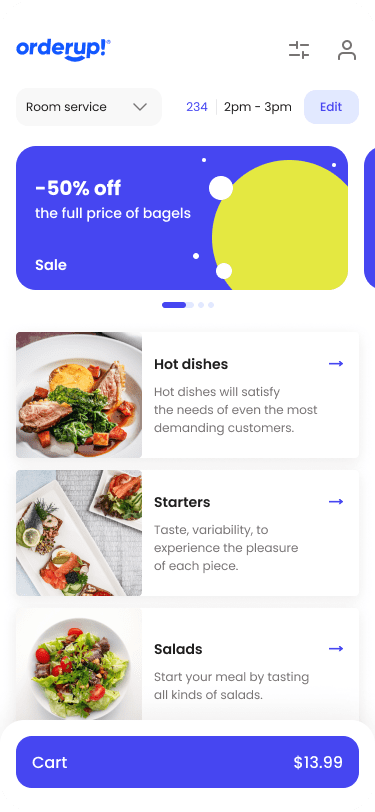 orderup!
Room service
234
2pm - 3pm
Edit
-50% off
the full price of bagels
Sale
Hot dishes
Hot dishes will satisfy
the needs of even the most
demanding customers.
Starters
Taste, variability, to
experience the pleasure
of each piece.
Salads
Start your meal by tasting
all kinds of salads.
Cart
$13.99